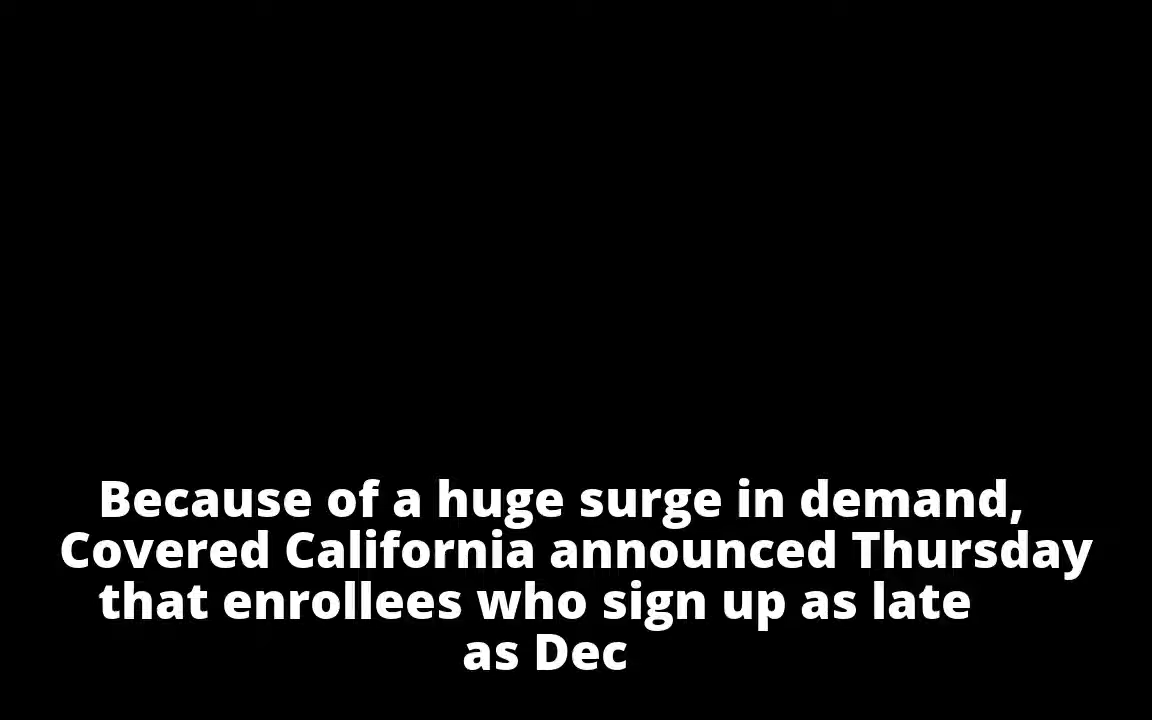 Because of a huge surge in demand,
Covered California announced Thursday
that enrollees who sign up as late
as Dec